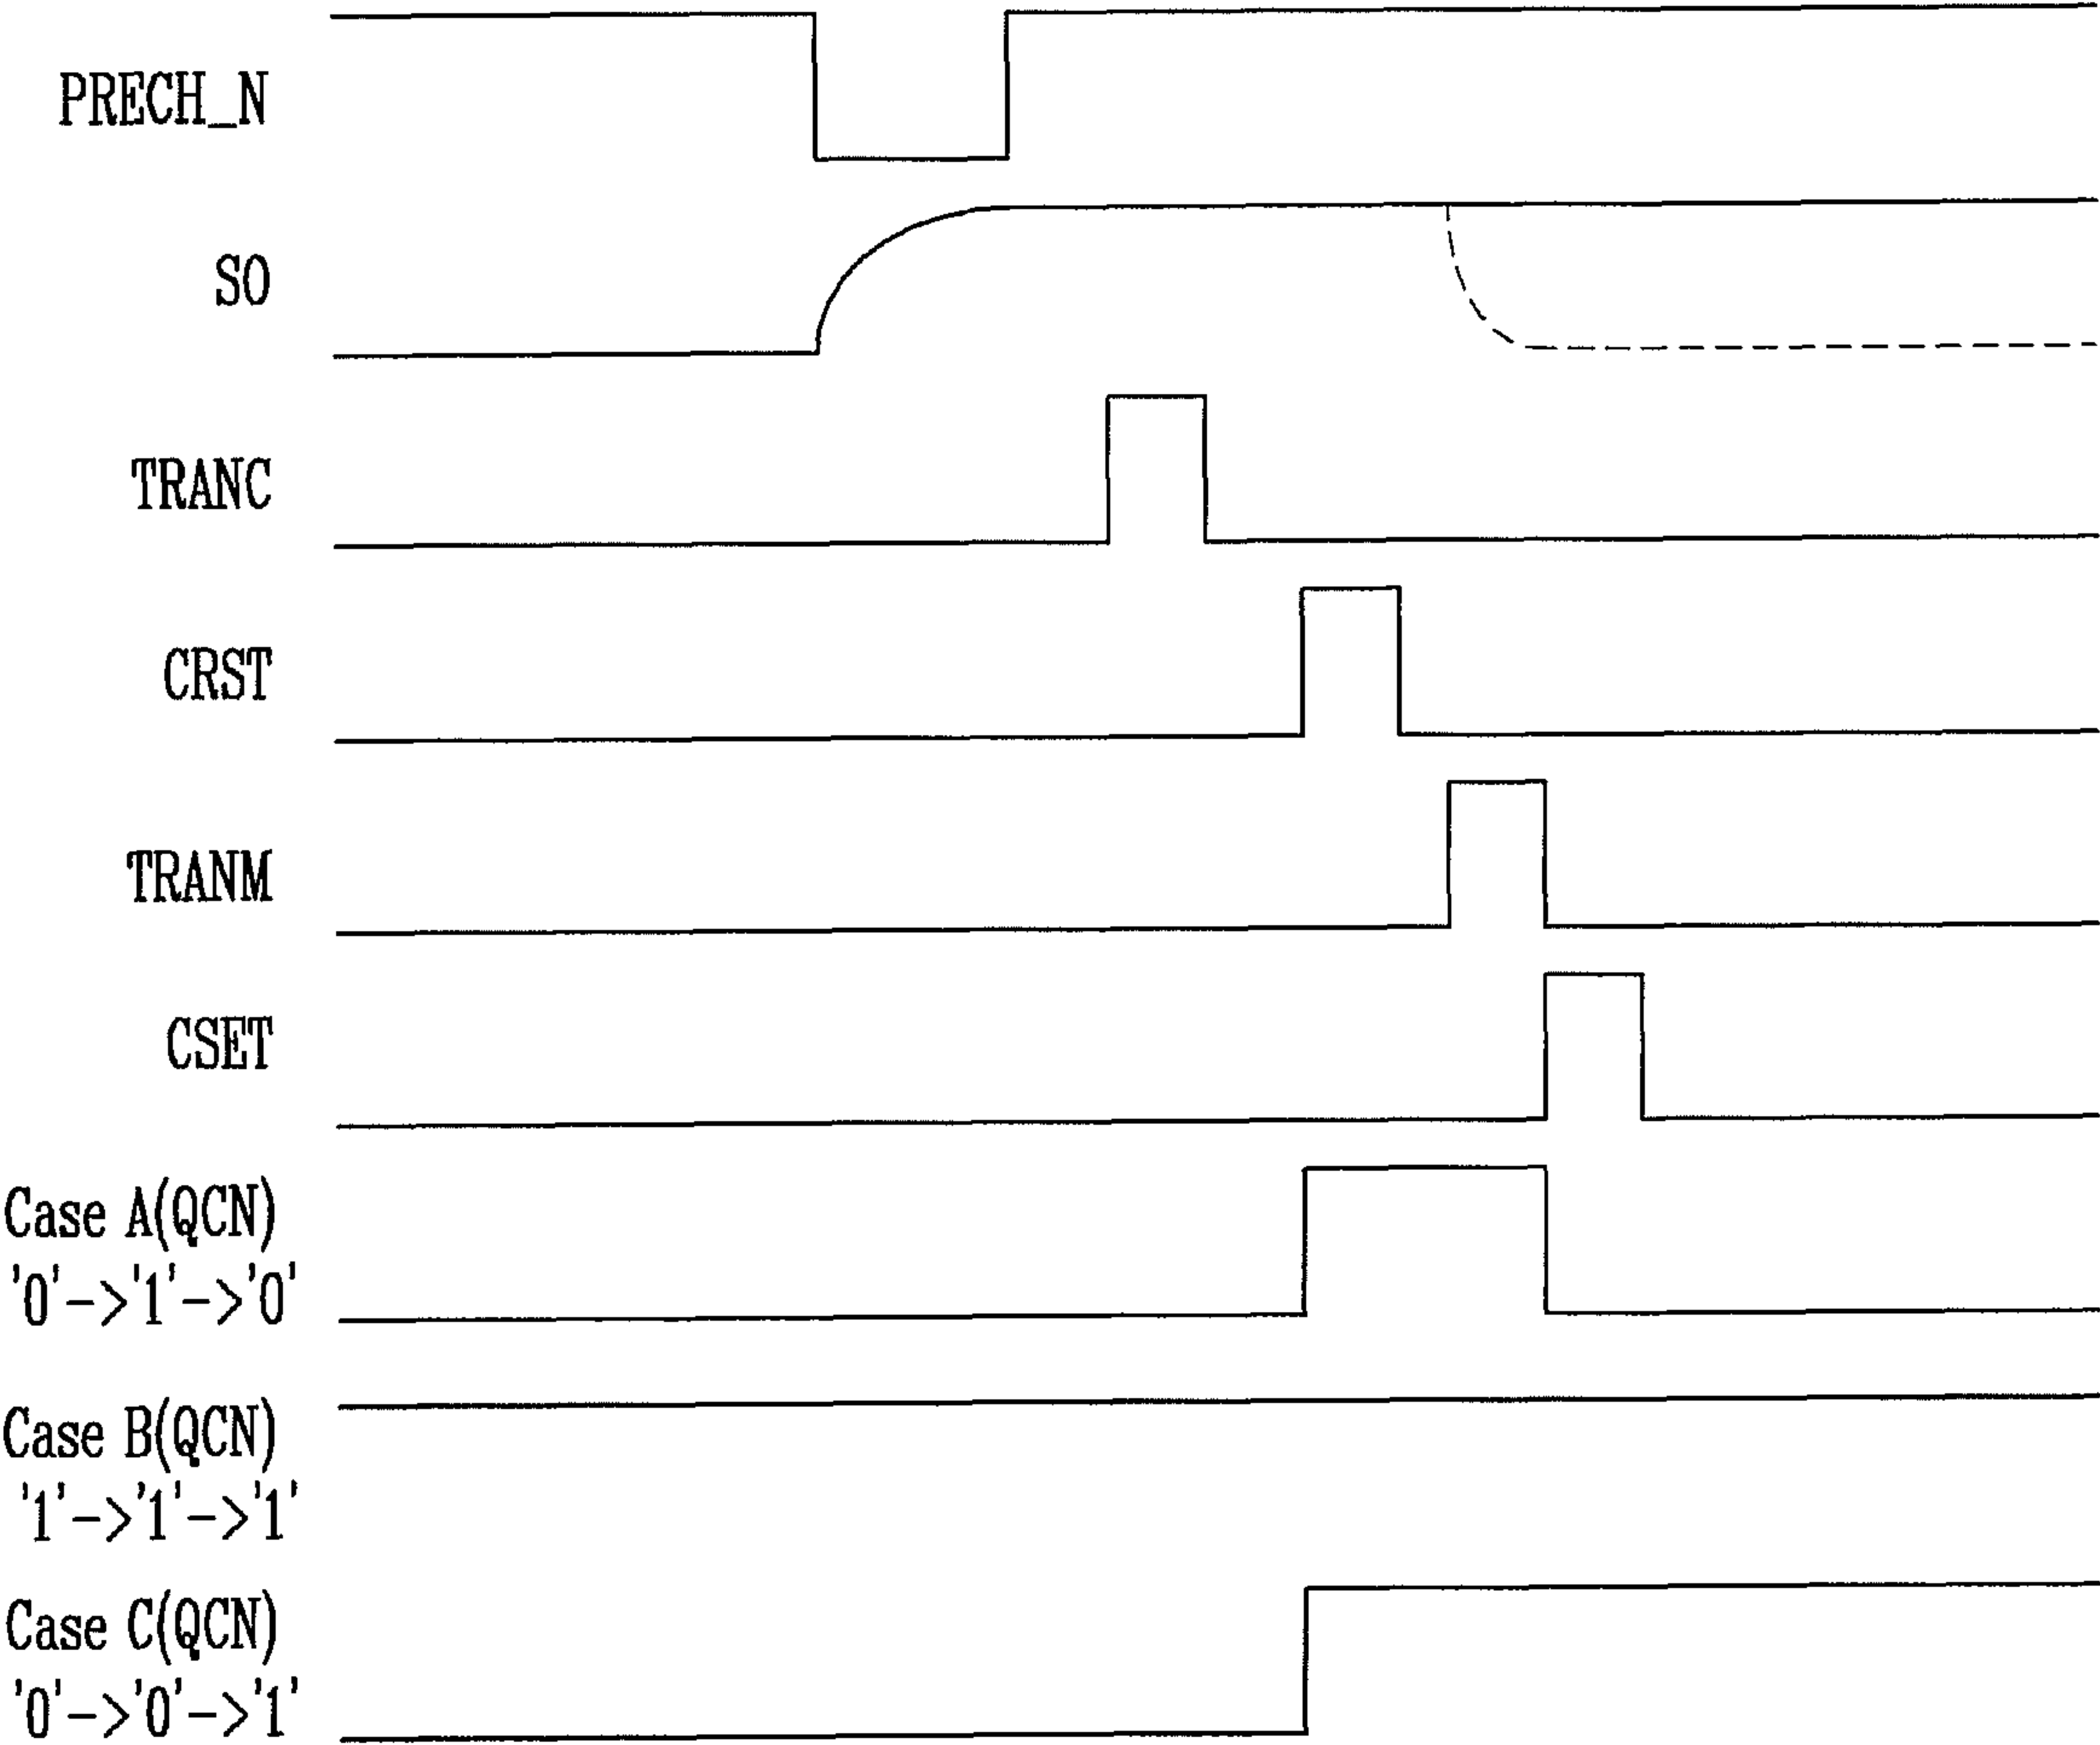 PRECH_N
SO
TRANC
CRST
TRANM
CSET
Case A(QCN)
'0'->'1'->'0'
Case B(QCN)
'1'->'1'->'1'
Case C(QCN)
'0'->'0'->'1'